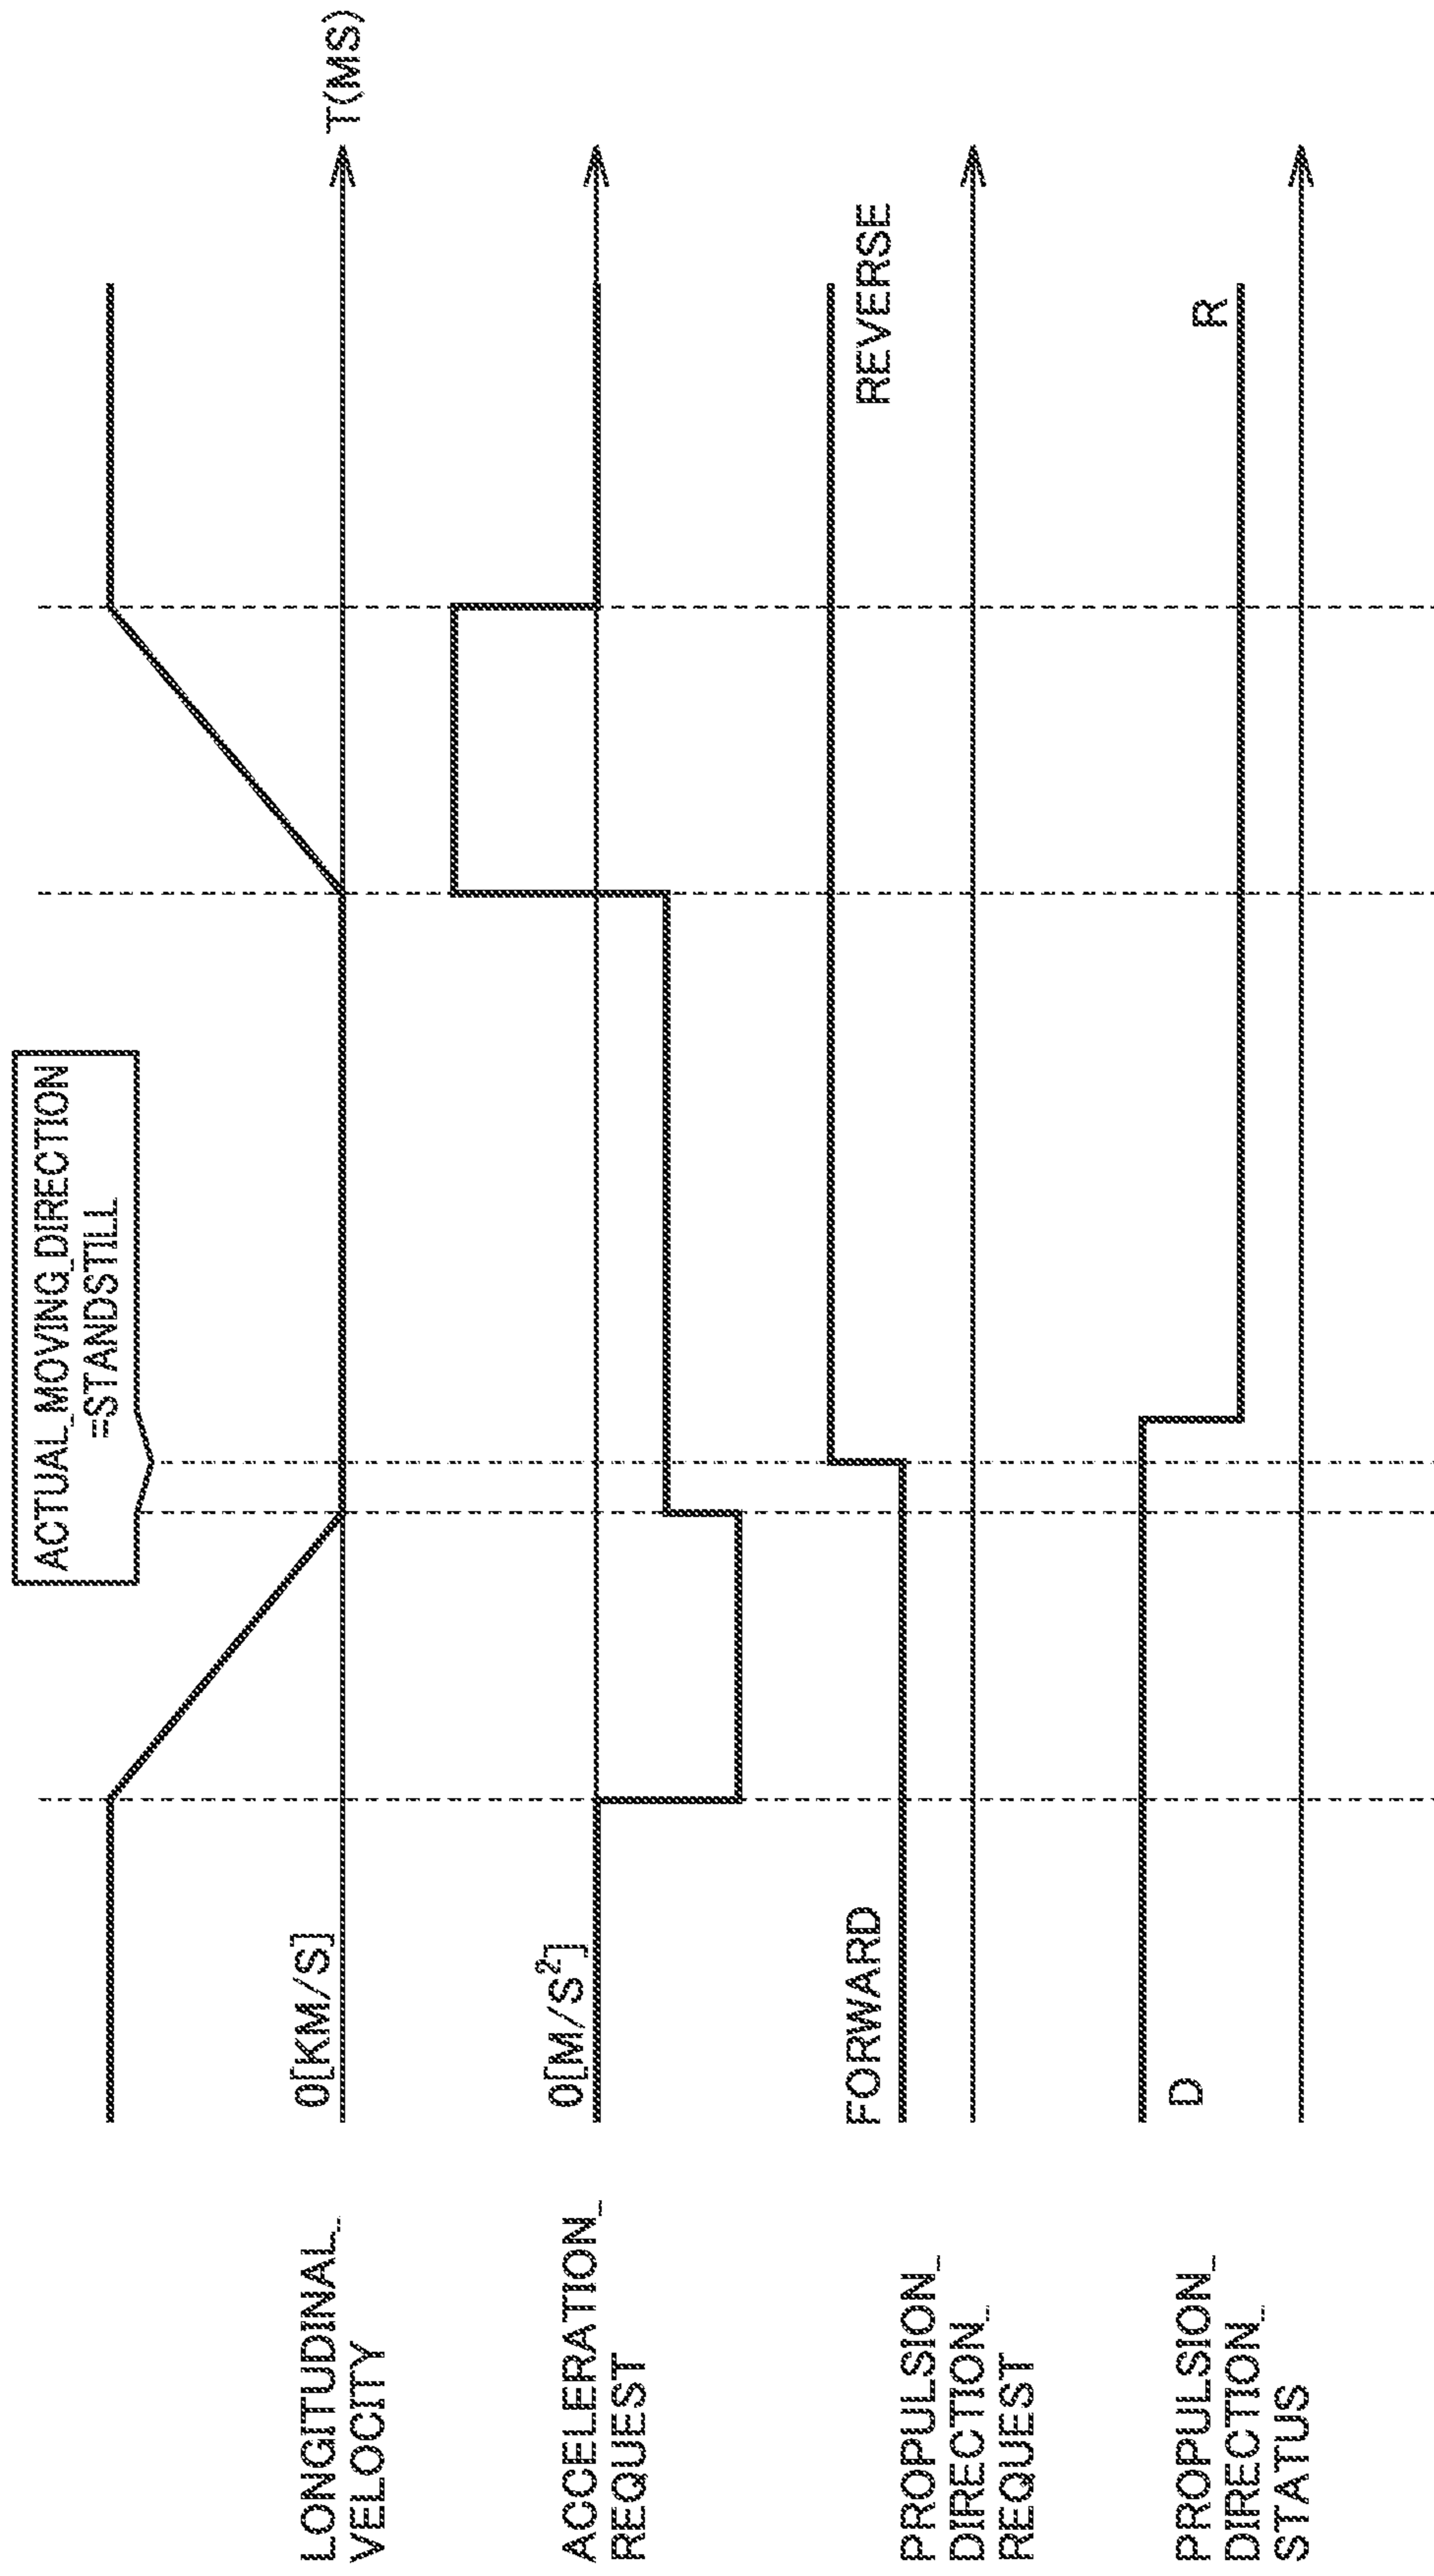 ACTUAL_MOVING_DIRECTION
=STANDSTILL
T(MS)
0[KM/S]
LONGITUDINAL_
VELOCITY
0[M/S²]
ACCELERATION_
REQUEST
FORWARD
REVERSE
PROPULSION_
DIRECTION_
REQUEST
D
R
PROPULSION_
DIRECTION_
STATUS